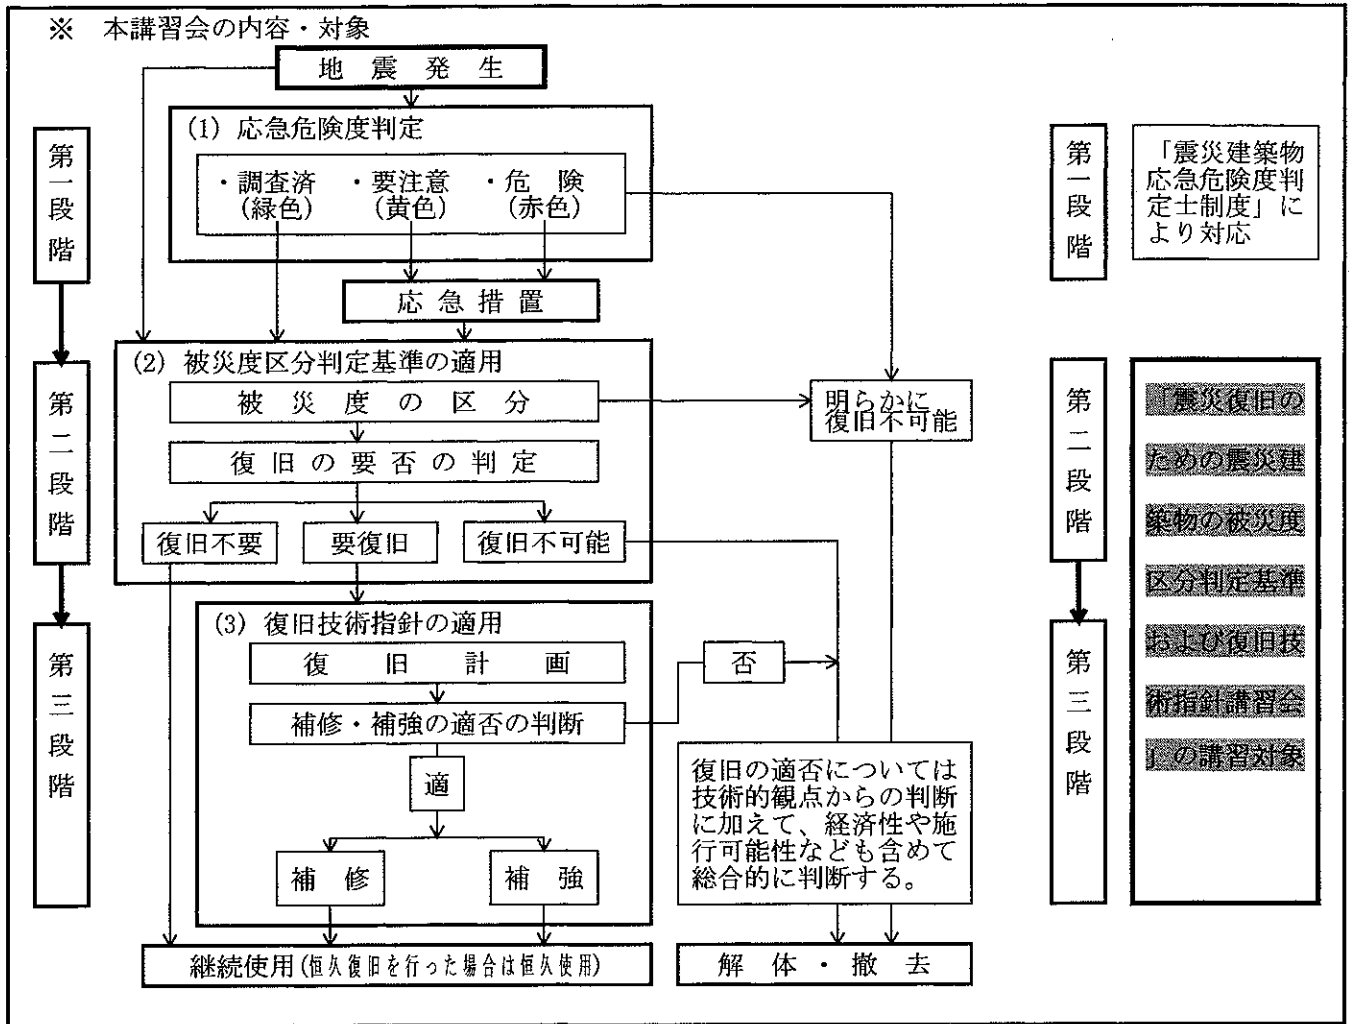 ※ 本講習会の内容・対象
地震発生
(1) 応急危険度判定
・調査済
(緑色)
・要注意
(黄色)
・危険
(赤色)
第一段階
第一段階
「震災建築物
応急危険度判
定士制度」に
より対応
応急措置
(2) 被災度区分判定基準の適用
被災度の区分
明らかに
復旧不可能
復旧の要否の判定
復旧不要
要復旧
復旧不可能
第二段階
第二段階
「震災復旧の
ための震災建
築物の被災度
区分判定基準
および復旧技
術指針講習会
」の講習対象
(3) 復旧技術指針の適用
復旧計画
否
補修・補強の適否の判断
適
第三段階
第三段階
復旧の適否については
技術的観点からの判断
に加えて、経済性や施
行可能性なども含めて
総合的に判断する。
補修
補強
継続使用(恒久復旧を行った場合は恒久使用)
解体・撤去